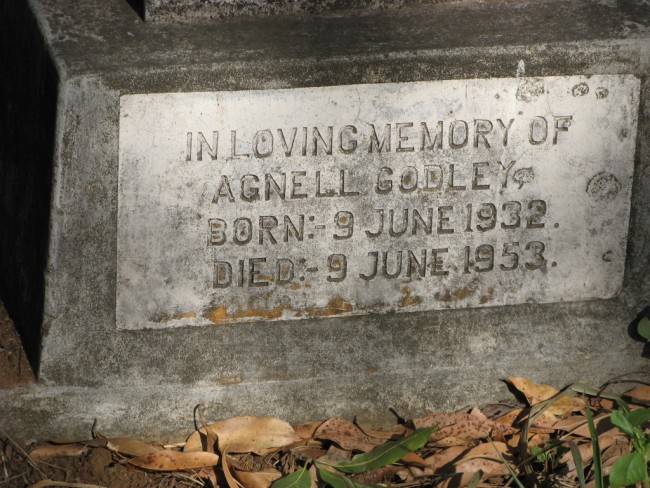 IN LOVING MEMORY OF
AGNELL GODLEY.
BORN:- 9 JUNE 1932.
DIED:- 9 JUNE 1953.